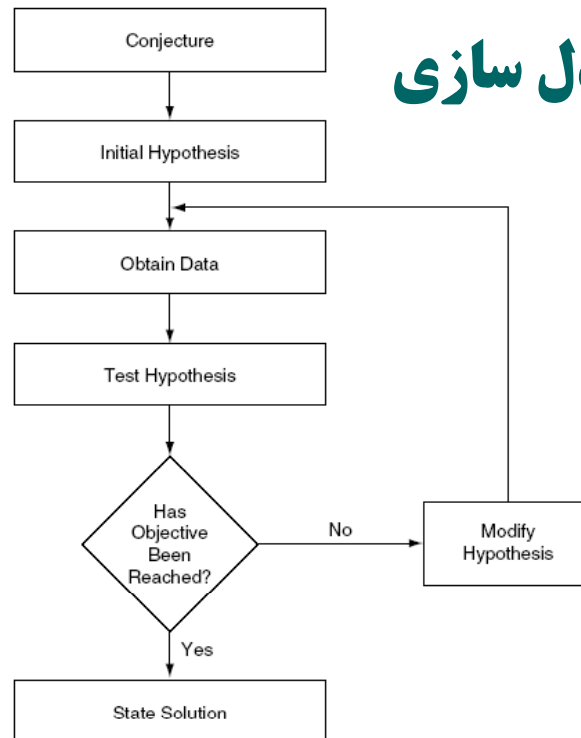 Conjecture
سازی
Initial Hypothesis
Obtain Data
Test Hypothesis
Has
Objective
Been
Reached?
No
Modify
Hypothesis
Yes
State Solution